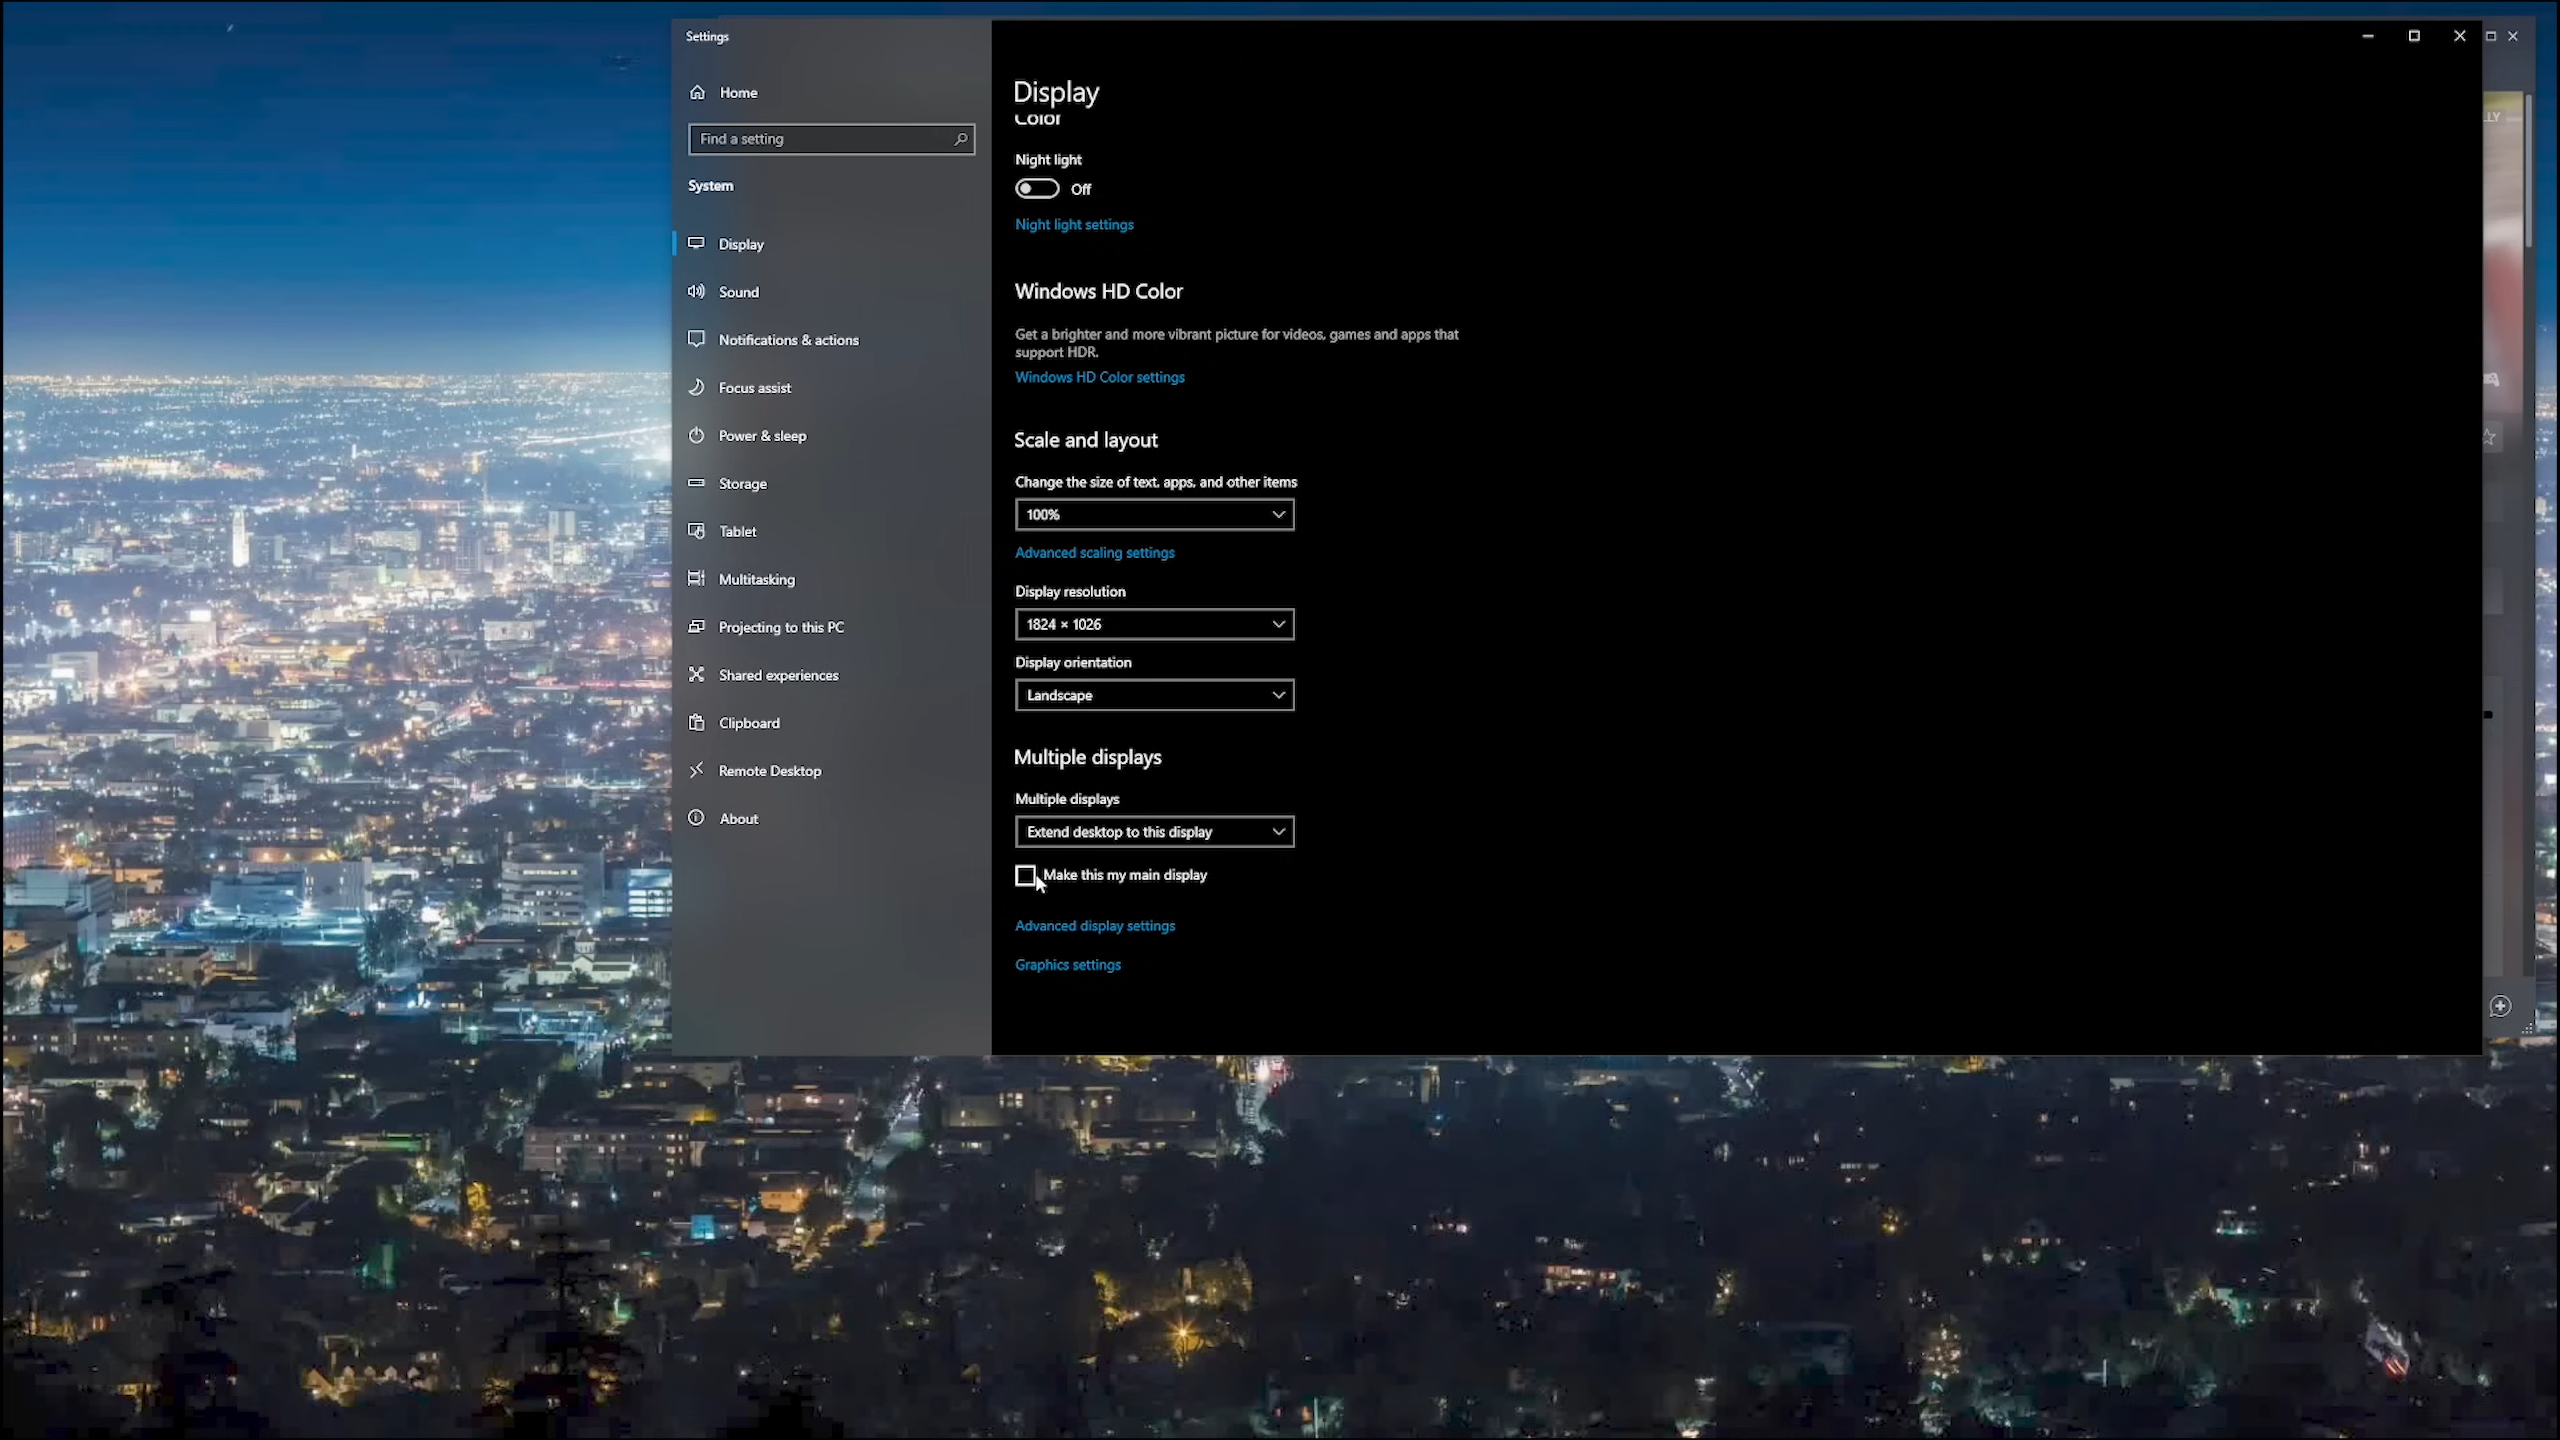 Settings
Home
Find a setting
System
Display
Sound
Notifications & actions
Focus assist
Power & sleep
Storage
Tablet
Multitasking
Projecting to this PC
Shared experiences
Clipboard
Remote Desktop
About
Display
Color
Night light
Off
Night light settings
Windows HD Color
Get a brighter and more vibrant picture for videos, games and apps that
support HDR.
Windows HD Color settings
Scale and layout
Change the size of text, apps, and other items
100%
Advanced scaling settings
Display resolution
1824 × 1026
Display orientation
Landscape
Multiple displays
Multiple displays
Extend desktop to this display
Make this my main display
Advanced display settings
Graphics settings
LY